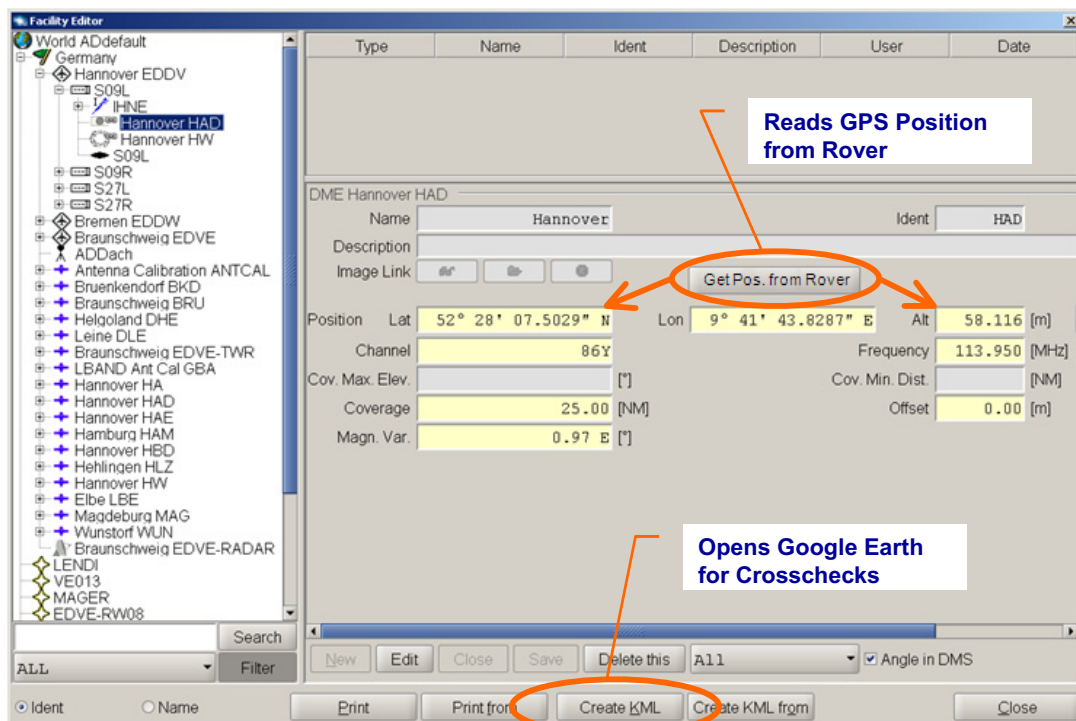 Facility Editor
World ADdefault
Germany
Hannover EDDV
S09L
IHNE
Hannover HAD
Hannover HW
S09L
S09R
S27L
S27R
Bremen EDDW
Braunschweig EDVE
ADDach
Antenna Calibration ANTCAL
Bruenkendorf BKD
Braunschweig BRU
Helgoland DHE
Leine DLE
Braunschweig EDVE-TWR
LBAND Ant Cal GBA
Hannover HA
Hannover HAD
Hannover HAE
Hamburg HAM
Hannover HBD
Hehlingen HLZ
Hannover HW
Elbe LBE
Magdeburg MAG
Wunstorf WUN
Braunschweig EDVE-RADAR
LENDI
VE013
MAGER
EDVE-RW08
Search
ALL Filter
Ident Name
Type Name Ident Description User Date
Reads GPS Position
from Rover
DME Hannover HAD
Name Hannover Ident HAD
Description
Image Link
Get Pos. from Rover
Position Lat 52° 28' 07.5029" N Lon 9° 41' 43.8287" E Alt 58.116 [m]
Channel 86Y Frequency 113.950 [MHz]
Cov. Max. Elev. [°] Cov. Min. Dist. [NM]
Coverage 25.00 [NM] Offset 0.00 [m]
Magn. Var. 0.97 E [°]
Opens Google Earth
for Crosschecks
New Edit Close Save Delete this All Angle in DMS
Print Print from Create KML Create KML from Close